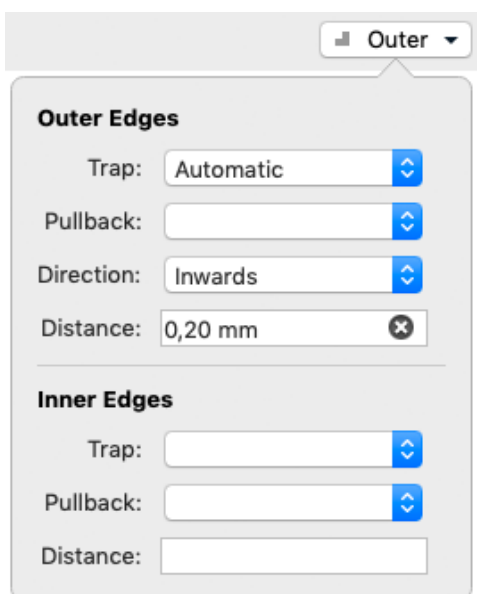 Outer
Outer Edges
Trap: Automatic
Pullback:
Direction: Inwards
Distance: 0,20 mm
Inner Edges
Trap:
Pullback:
Distance: